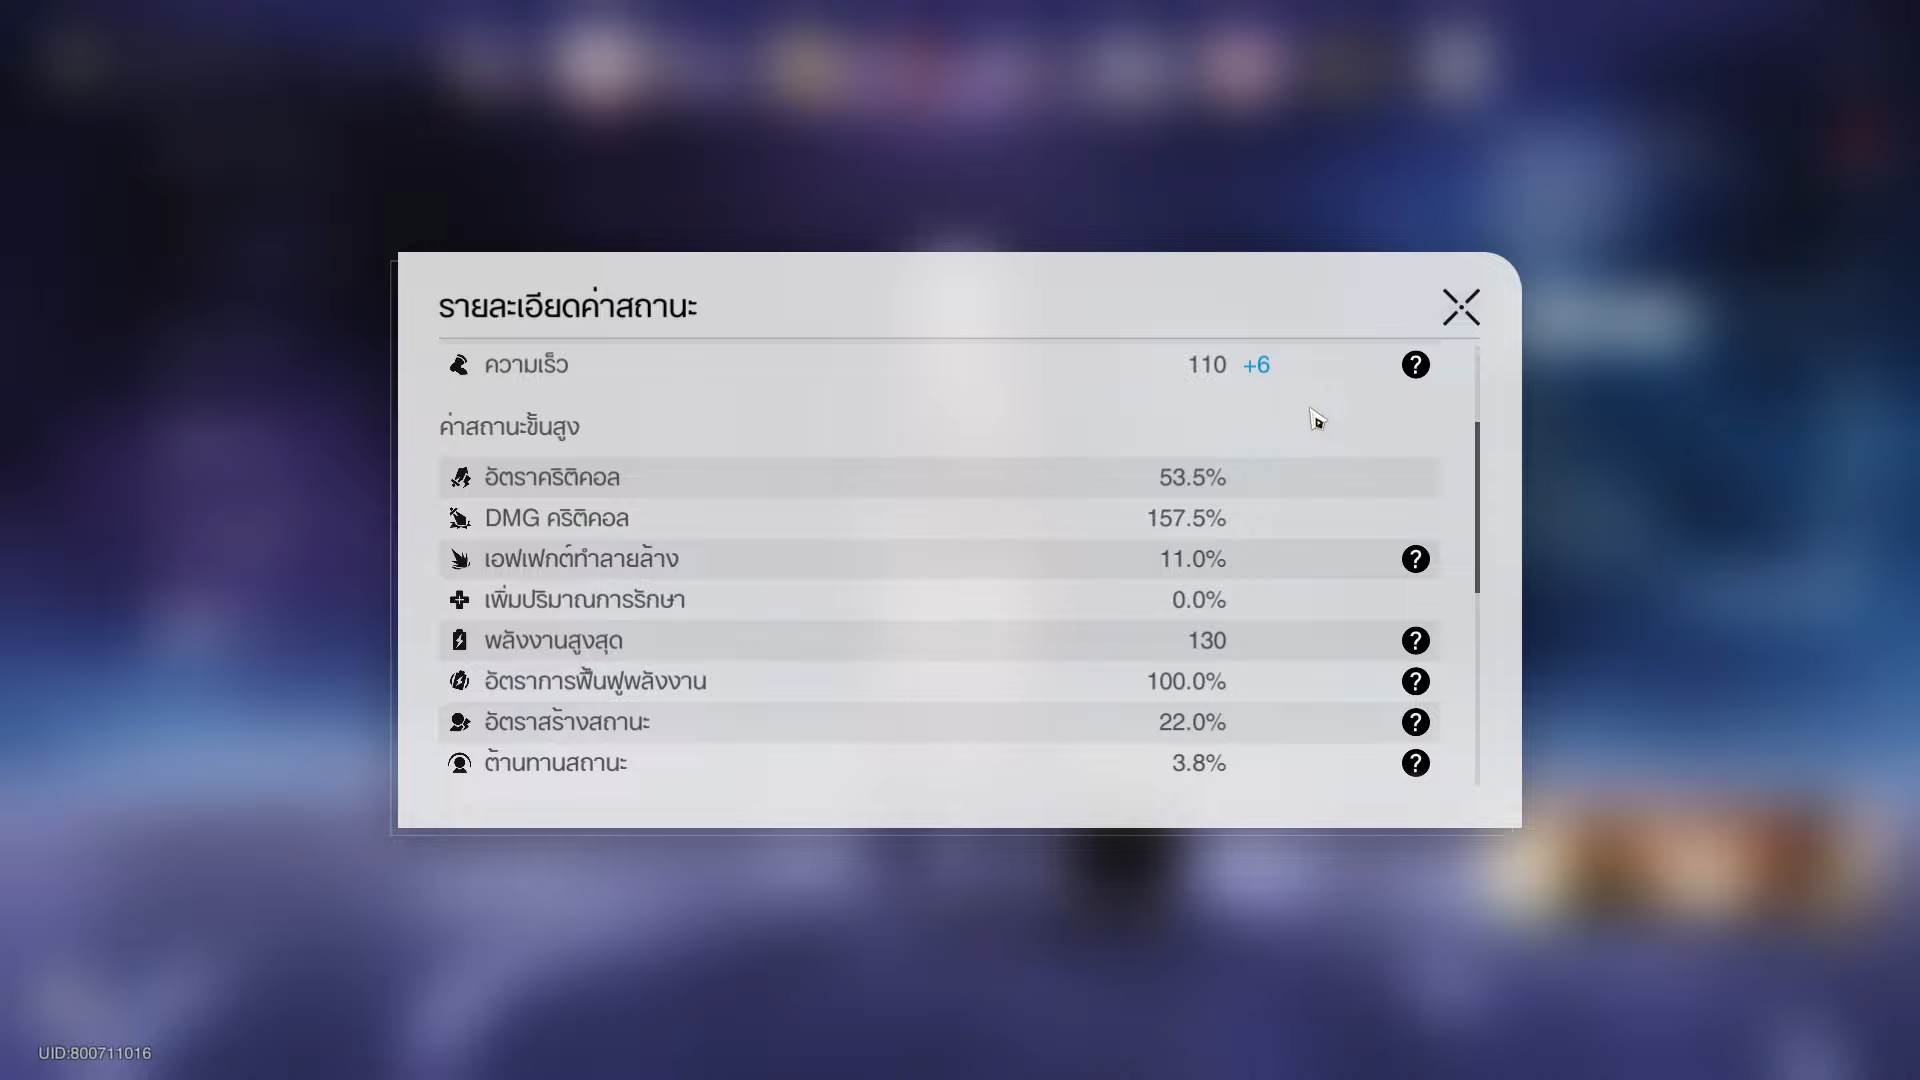 รายละเอียดค่าสถานะ
ความเร็ว 110 +6 ?
ค่าสถานะขั้นสูง
อัตราคริติคอล 53.5%
DMG คริติคอล 157.5%
เอฟเฟกต์ทำลายล้าง 11.0% ?
เพิ่มปริมาณการรักษา 0.0%
พลังงานสูงสุด 130 ?
อัตราการฟื้นฟูพลังงาน 100.0% ?
อัตราสร้างสถานะ 22.0% ?
ต้านทานสถานะ 3.8% ?
UID:800711016